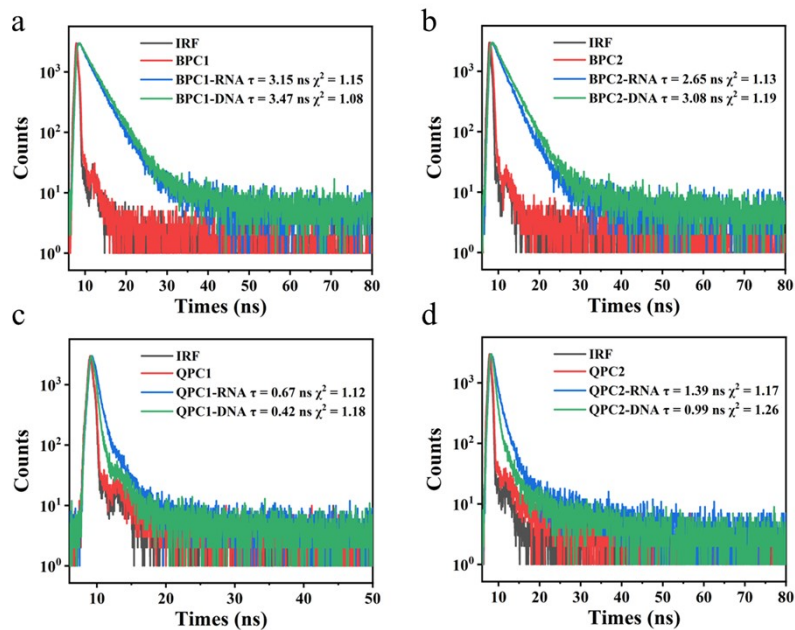 a
IRF
BPC1
BPC1-RNA τ = 3.15 ns χ² = 1.15
BPC1-DNA τ = 3.47 ns χ² = 1.08
10³
10²
10¹
10⁰
Counts
10 20 30 40 50 60 70 80
Times (ns)
b
IRF
BPC2
BPC2-RNA τ = 2.65 ns χ² = 1.13
BPC2-DNA τ = 3.08 ns χ² = 1.19
10³
10²
10¹
10⁰
Counts
10 20 30 40 50 60 70 80
Times (ns)
c
IRF
QPC1
QPC1-RNA τ = 0.67 ns χ² = 1.12
QPC1-DNA τ = 0.42 ns χ² = 1.18
10³
10²
10¹
10⁰
Counts
10 20 30 40 50
Times (ns)
d
IRF
QPC2
QPC2-RNA τ = 1.39 ns χ² = 1.17
QPC2-DNA τ = 0.99 ns χ² = 1.26
10³
10²
10¹
10⁰
Counts
10 20 30 40 50 60 70 80
Times (ns)